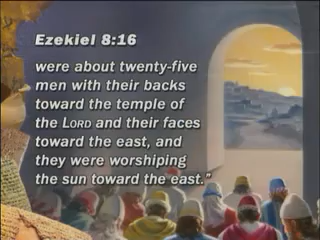 Ezekiel 8:16
were about twenty-five
men with their backs
toward the temple of
the LORD and their faces
toward the east, and
they were worshiping
the sun toward the east.”